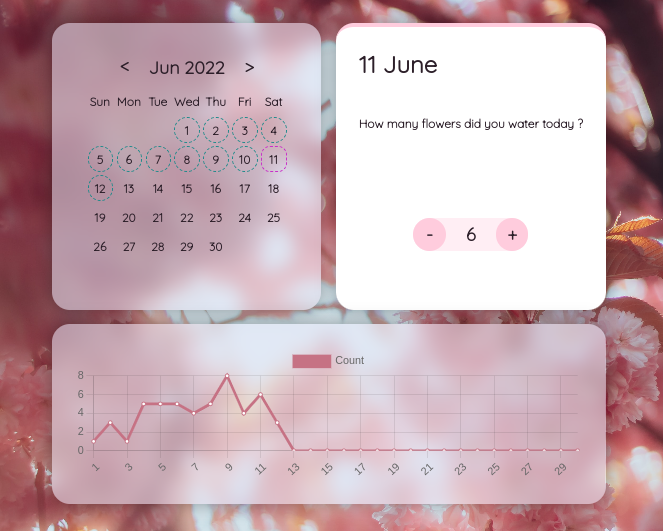 < Jun 2022 >
Sun Mon Tue Wed Thu Fri Sat
1 2 3 4
5 6 7 8 9 10 11
12 13 14 15 16 17 18
19 20 21 22 23 24 25
26 27 28 29 30
11 June
How many flowers did you water today ?
- 6 +
Count
8
6
4
2
0
1 3 5 7 9 11 13 15 17 19 21 23 25 27 29